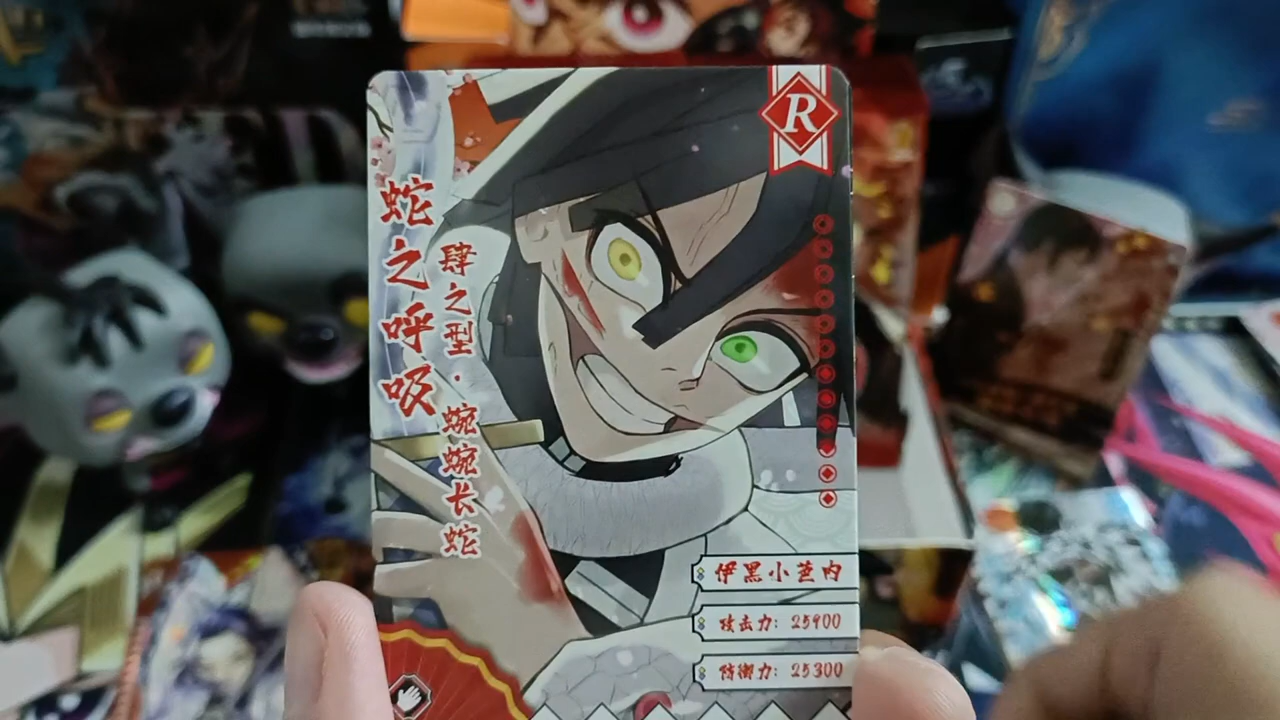 R
蛇之呼吸
肆之型·蜿蜿长蛇
伊黑小芭内
攻击力：25900
防御力：25300